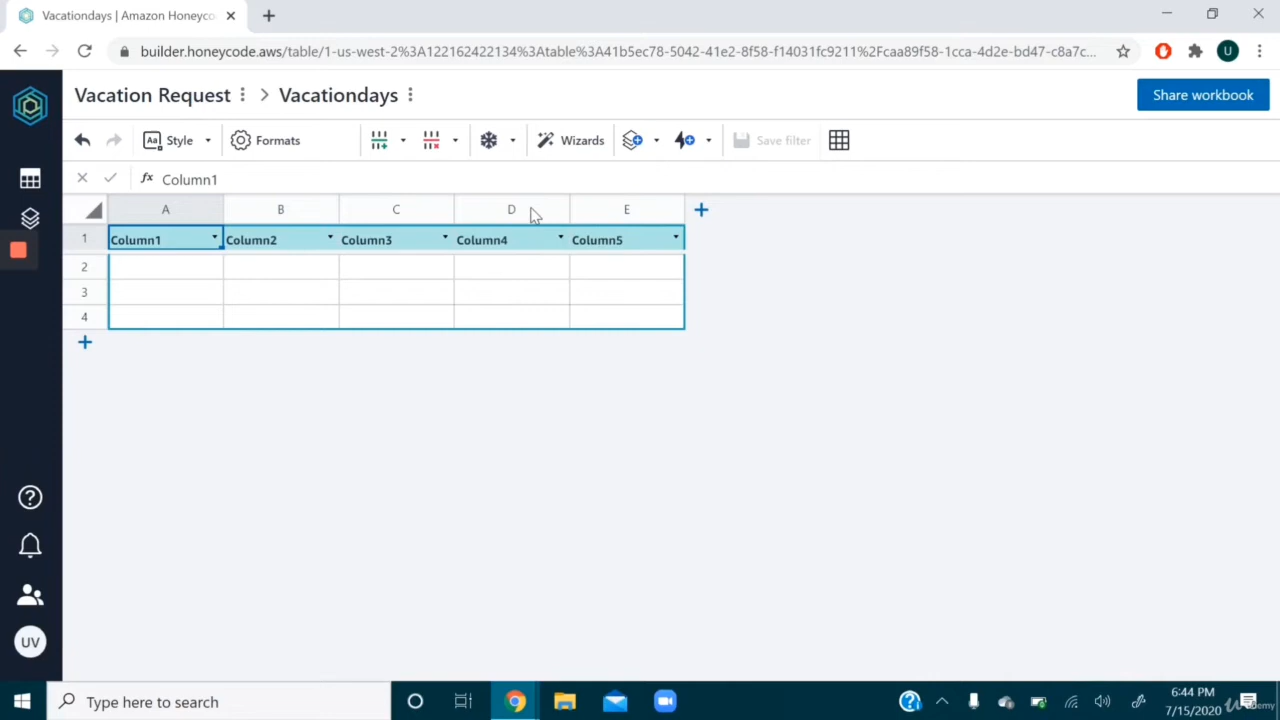 Vacationdays | Amazon Honeyco
builder.honeycode.aws/table/1-us-west-2%3A122162422134%3Atable%3A41b5ec78-5042-41e2-8f58-f14031fc9211%2Fcaa89f58-1cca-4d2e-bd47-c8a7c...
U
Vacation Request > Vacationdays
Share workbook
Aa Style
Formats
Wizards
Save filter
fx Column1
A B C D E
1 Column1 Column2 Column3 Column4 Column5
2
3
4
UV
Type here to search
6:44 PM
7/15/2020